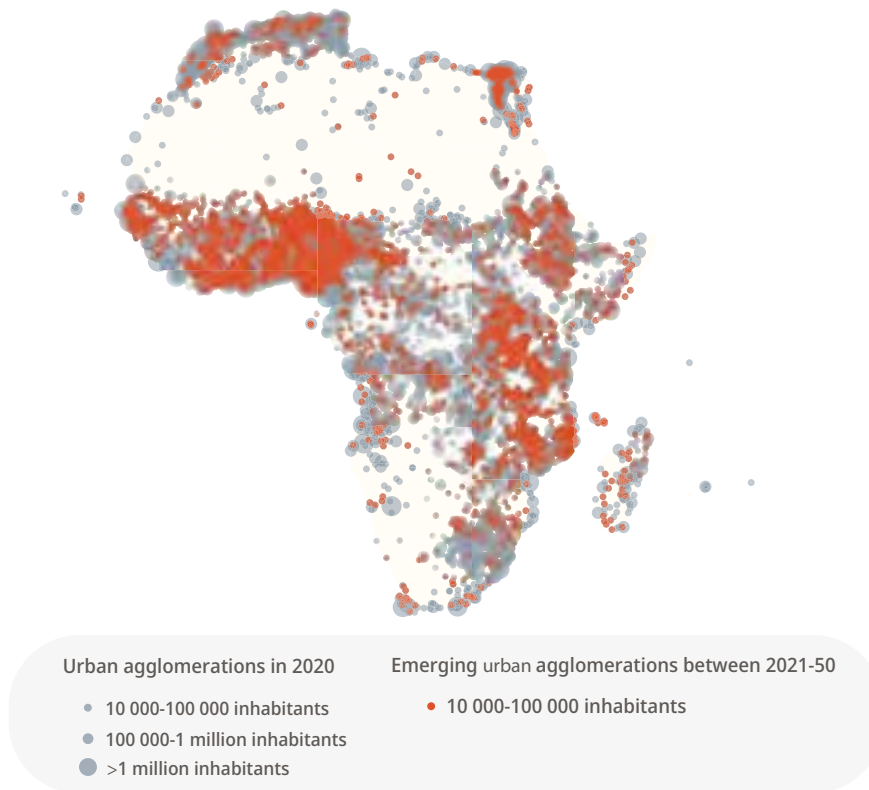 Urban agglomerations in 2020
10 000-100 000 inhabitants
100 000-1 million inhabitants
>1 million inhabitants
Emerging urban agglomerations between 2021-50
10 000-100 000 inhabitants